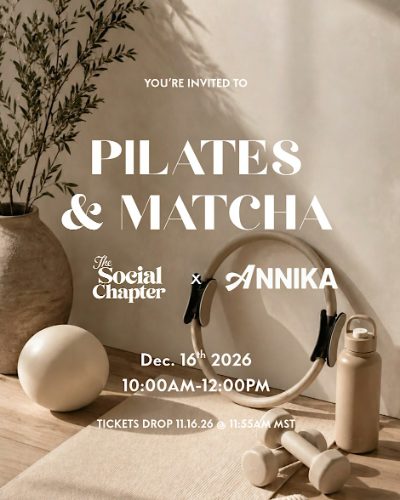 YOU'RE INVITED TO
PILATES
& MATCHA
The Social Chapter x ANNIKA
Dec. 16th 2026
10:00AM-12:00PM
TICKETS DROP 11.16.26 @ 11:55AM MST